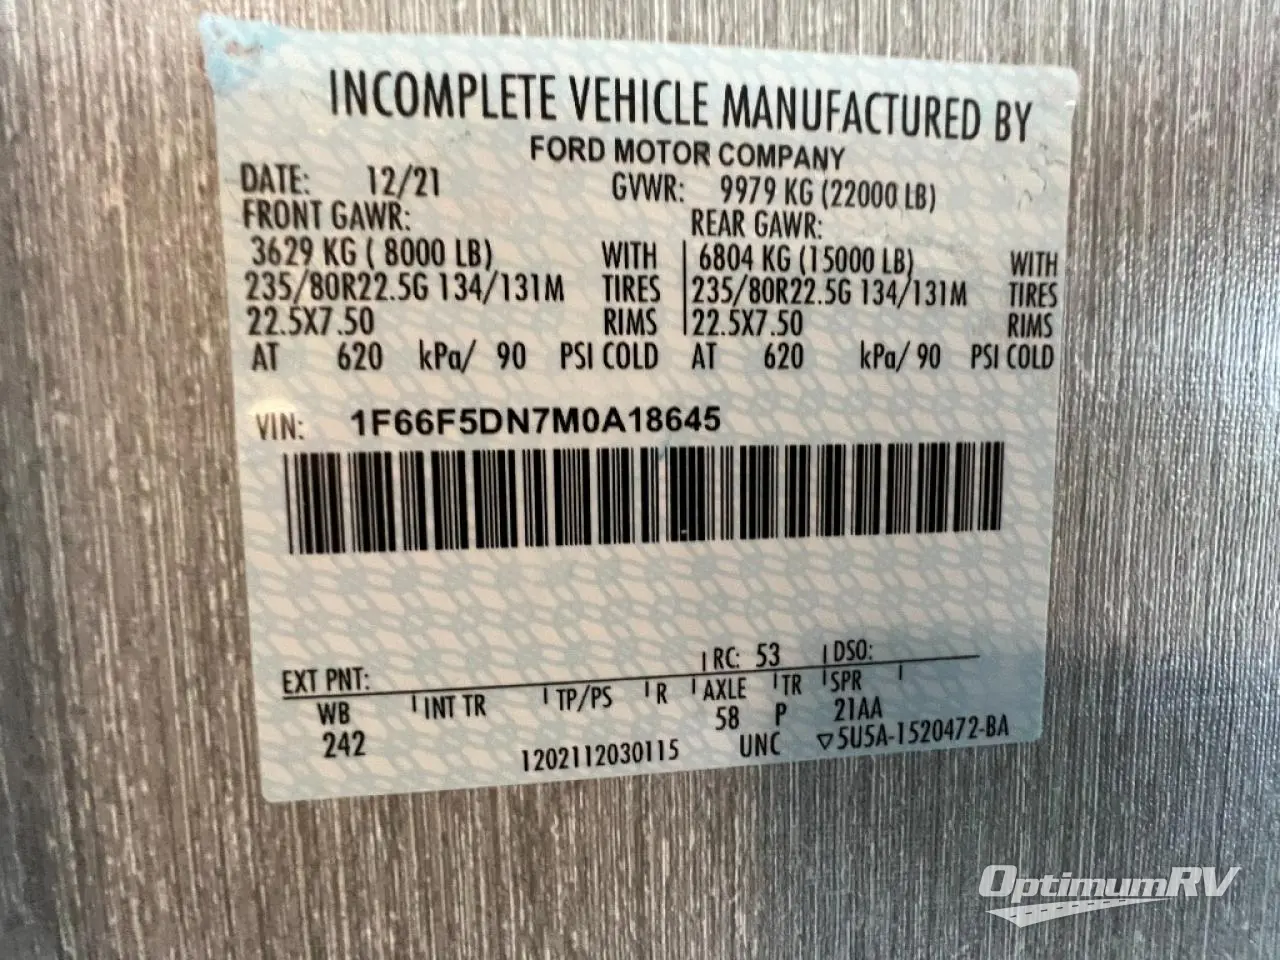 INCOMPLETE VEHICLE MANUFACTURED BY
FORD MOTOR COMPANY
DATE: 12/21 GVWR: 9979 KG (22000 LB)
FRONT GAWR: REAR GAWR:
3629 KG ( 8000 LB) WITH 6804 KG (15000 LB) WITH
235/80R22.5G 134/131M TIRES 235/80R22.5G 134/131M TIRES
22.5X7.50 RIMS 22.5X7.50 RIMS
AT 620 kPa/ 90 PSI COLD AT 620 kPa/ 90 PSI COLD
VIN: 1F66F5DN7M0A18645
EXT PNT: RC: 53 DSO:
WB INT TR TP/PS R AXLE TR SPR
242 58 P 21AA
1202112030115 UNC ▽5U5A-1520472-BA
OptimumRV